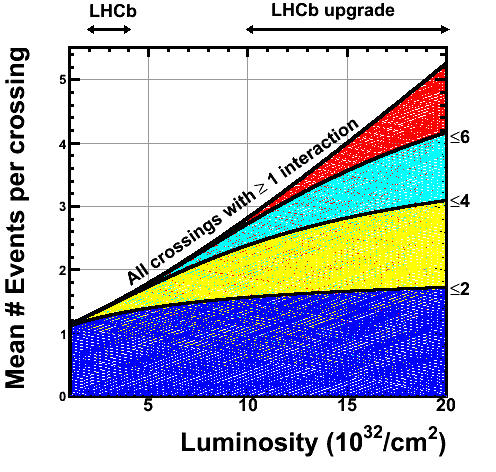 LHCb
LHCb upgrade
Mean # Events per crossing
5
4
3
2
1
0
All crossings with ≥ 1 interaction
≤6
≤4
≤2
5
10
15
20
Luminosity (10³²/cm²)